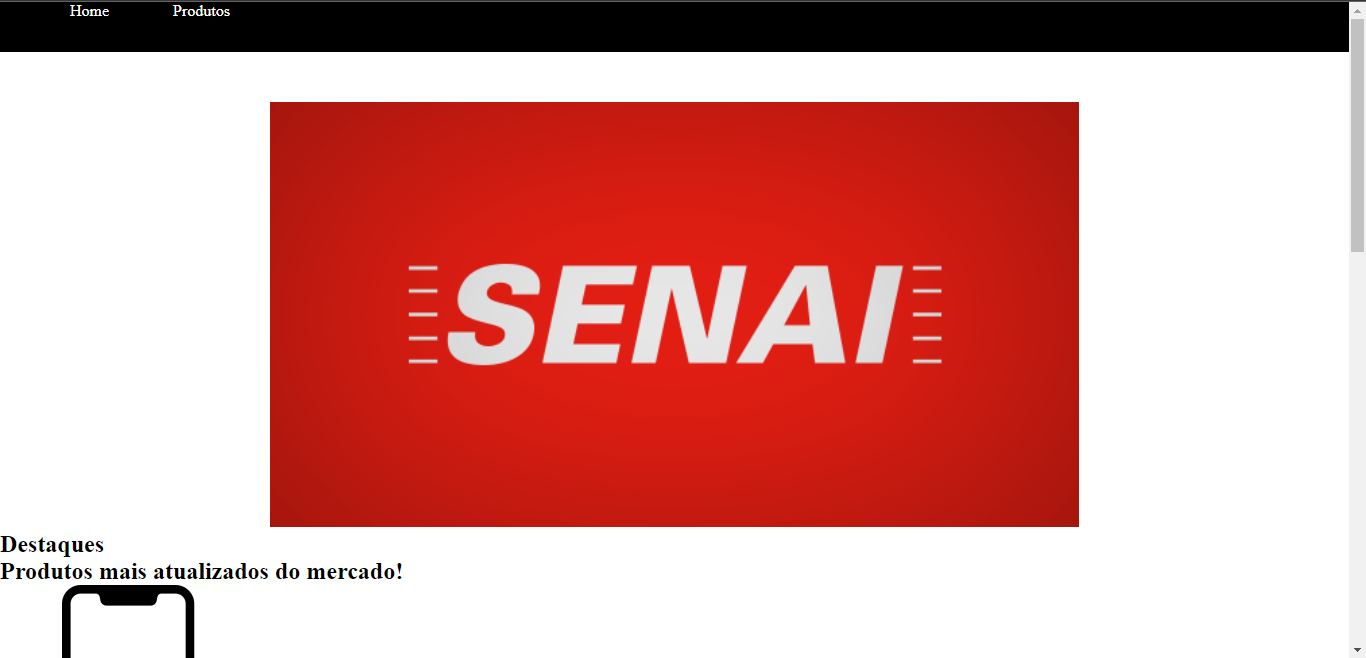 Home Produtos
SENAI
Destaques
Produtos mais atualizados do mercado!